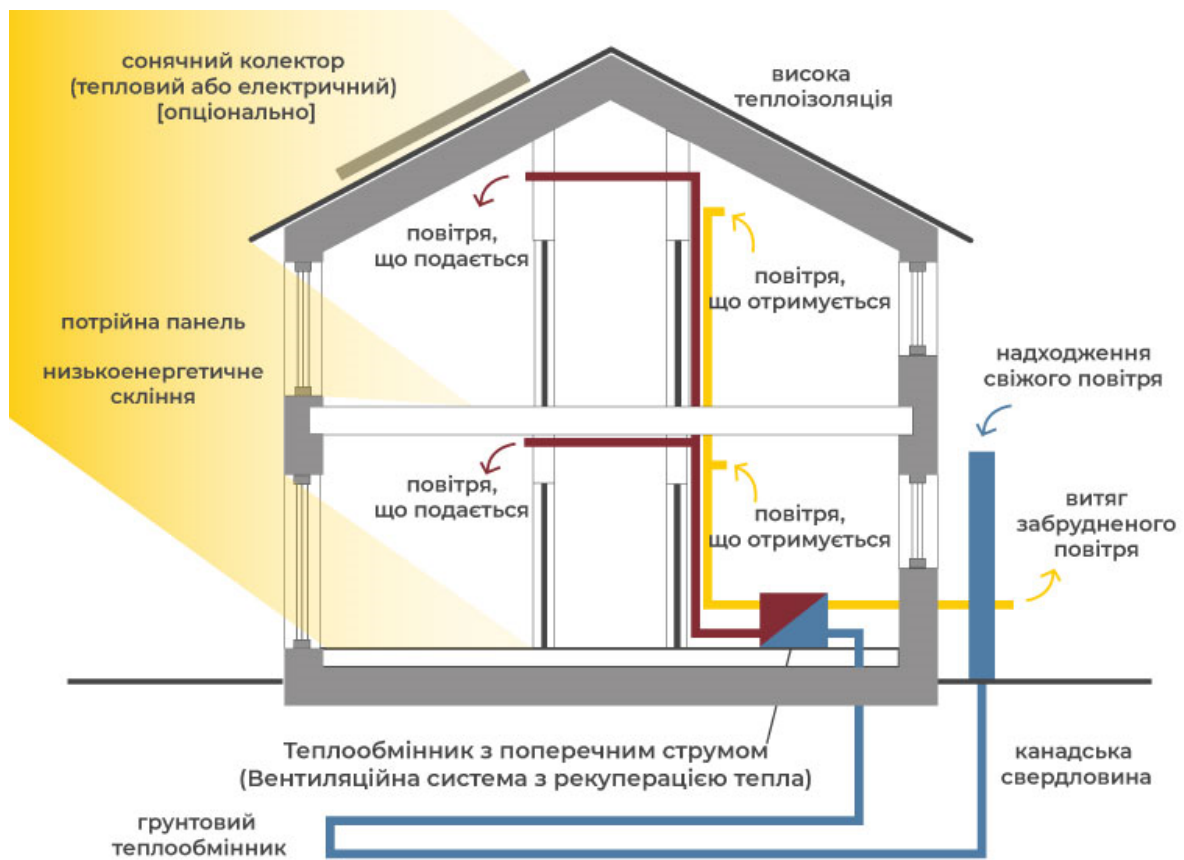 сонячний колектор
(тепловий або електричний)
[опціонально]
висока
теплоізоляція
повітря,
що подається
повітря,
що отримується
потрійна панель
низькоенергетичне
скління
надходження
свіжого повітря
повітря,
що подається
повітря,
що отримується
витяг
забрудненого
повітря
Теплообмінник з поперечним струмом
(Вентиляційна система з рекуперацією тепла)
канадська
свердловина
грунтовий
теплообмінник